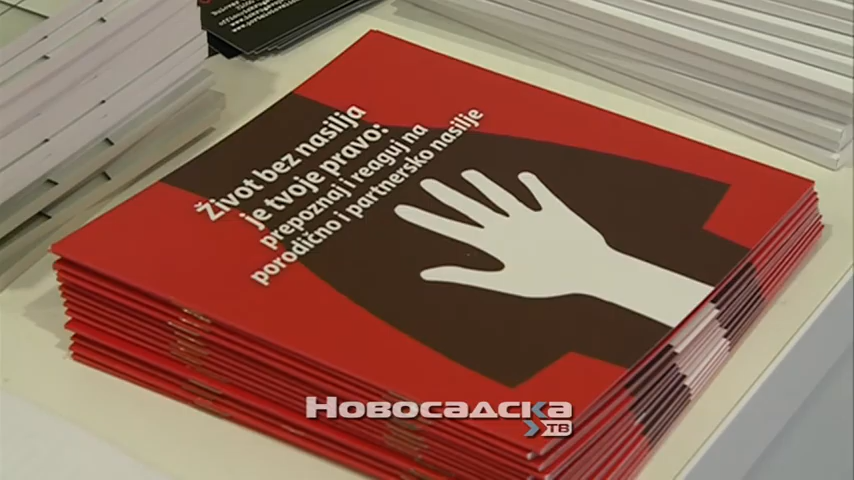 Život bez nasilja
je tvoje pravo:
prepoznaj i reaguj na
porodično i partnersko nasilje
Новосадска
ТВ